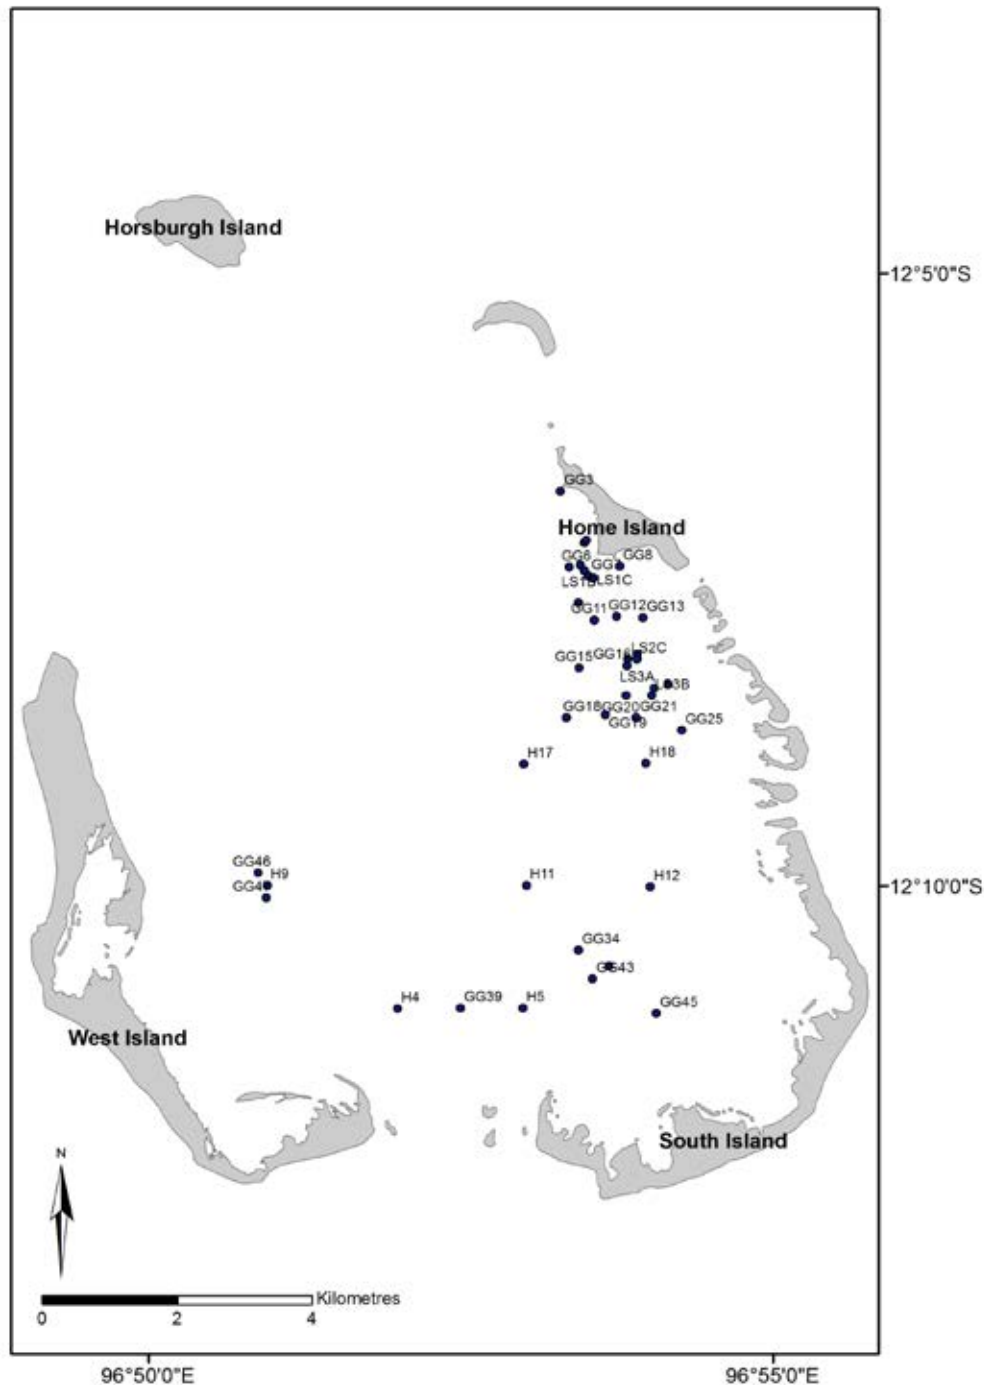 Horsburgh Island
12°5'0"S
GG3
Home Island
GG6
GG8
LS1C
GG11
GG12
GG13
LS2C
GG15
LS3A
GG18
GG20
GG21
GG19
GG25
H17
H18
GG46
H9
H11
H12
12°10'0"S
GG34
GG43
H4
GG39
H5
GG45
West Island
South Island
N
Kilometres
0
2
4
96°50'0"E
96°55'0"E